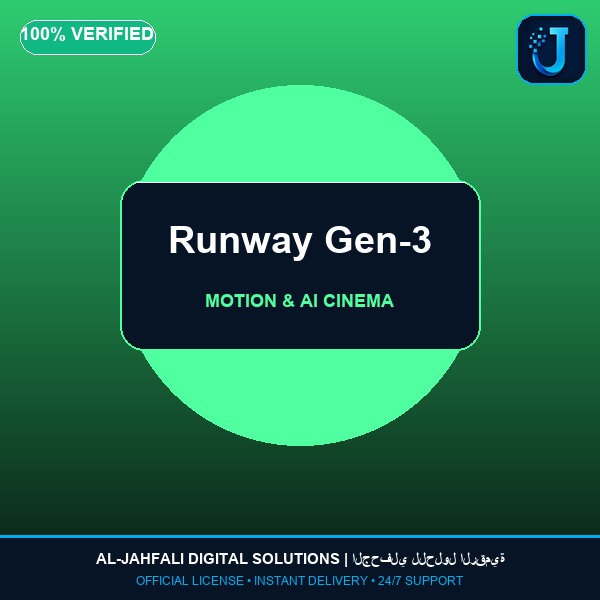 100% VERIFIED
Runway Gen-3
MOTION & AI CINEMA
AL-JAHFALI DIGITAL SOLUTIONS | الجحفلي للحلول الرقمية
OFFICIAL LICENSE • INSTANT DELIVERY • 24/7 SUPPORT